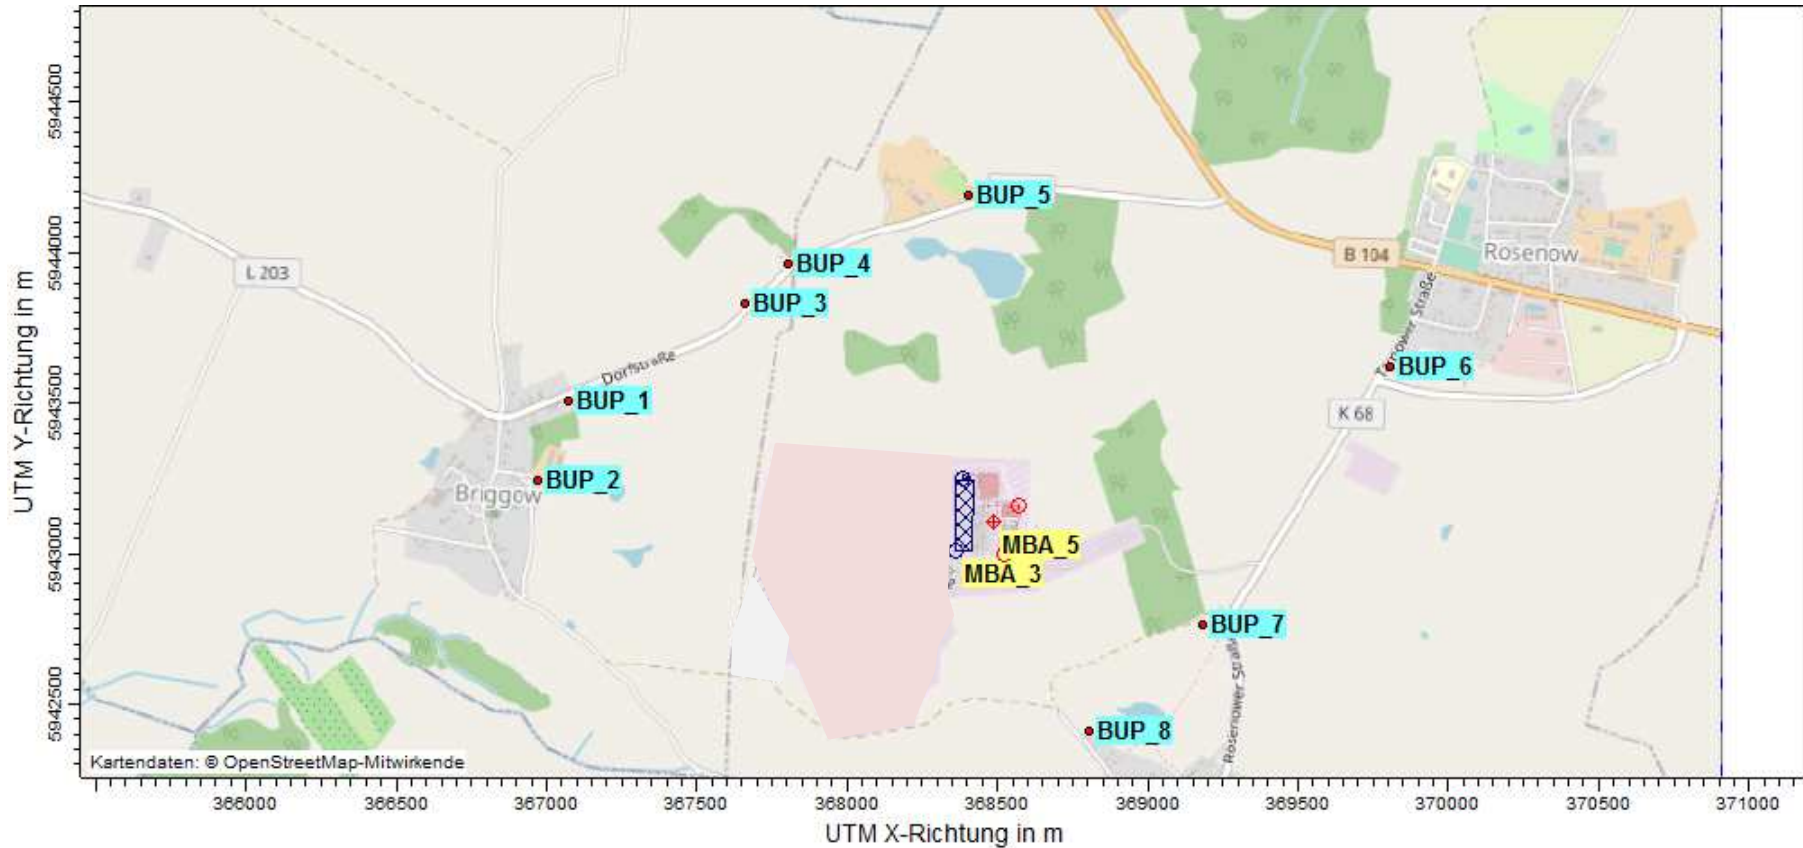 5944500
5944000
5943500
5943000
5942500
UTM Y-Richtung in m
BUP_5
BUP_4
BUP_3
L 203
B 104
Rosenow
Tarnower Straße
Dorfstraße
BUP_1
BUP_6
K 68
BUP_2
Briggow
MBA_5
MBA_3
BUP_7
Rosenower Straße
BUP_8
Kartendaten: © OpenStreetMap-Mitwirkende
366000 366500 367000 367500 368000 368500 369000 369500 370000 370500 371000
UTM X-Richtung in m